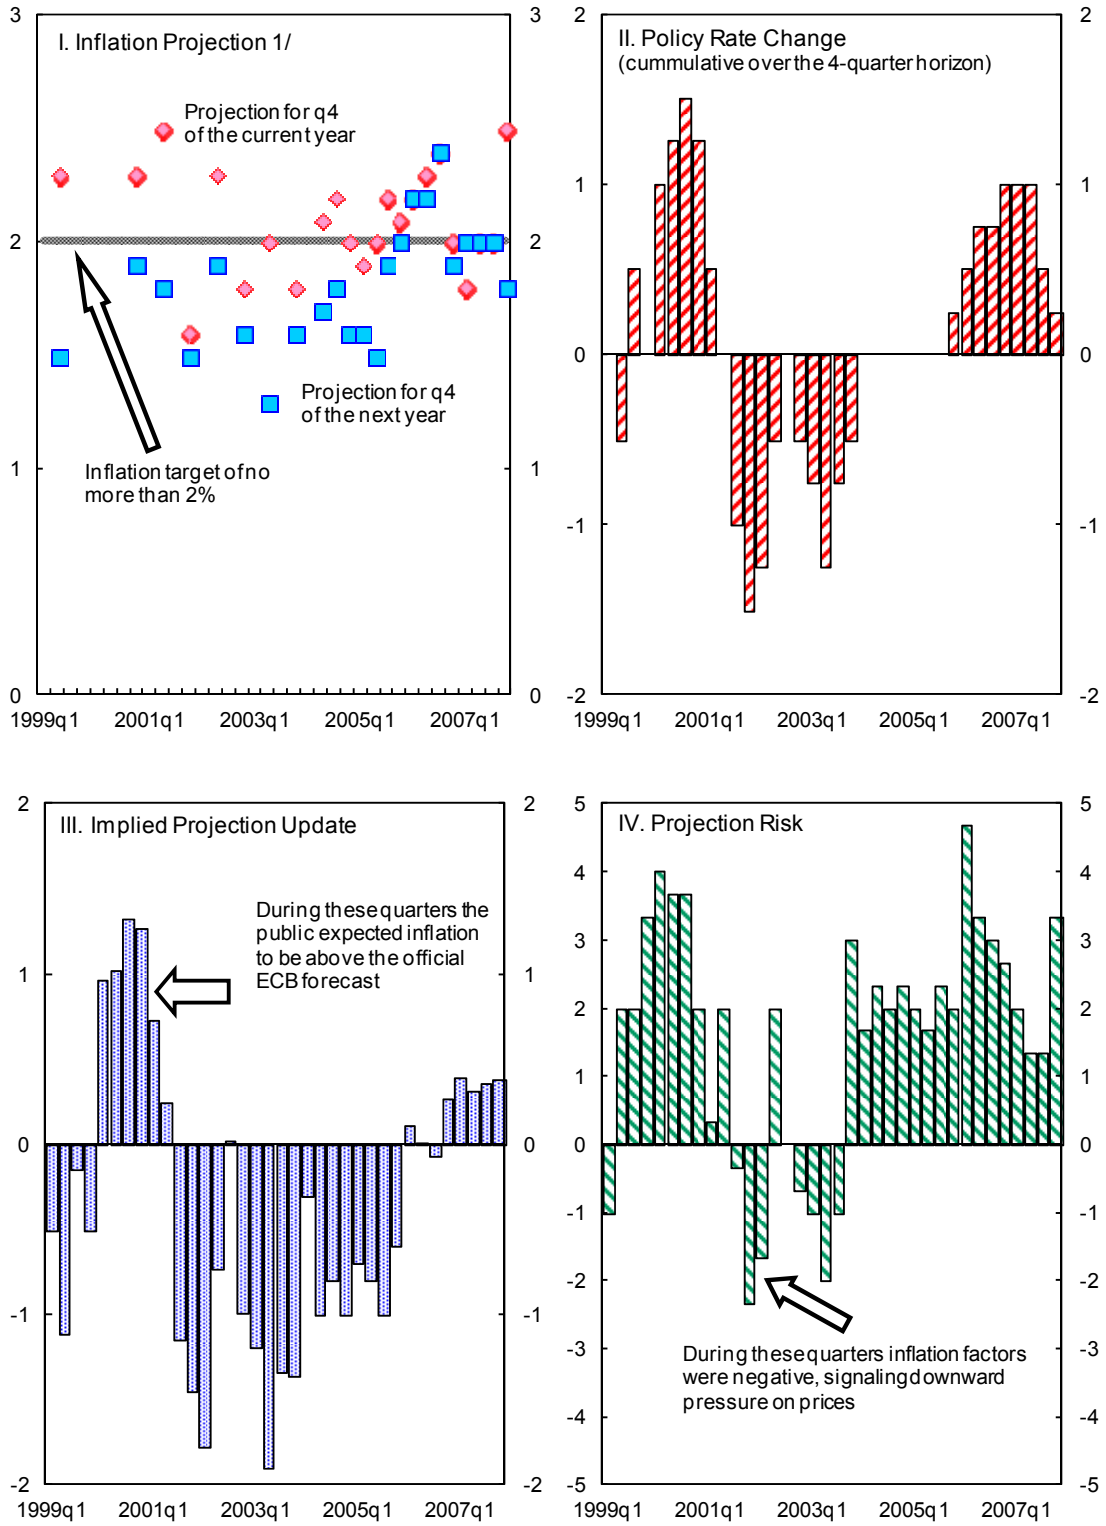 I. Inflation Projection 1/
Projection for q4
of the current year
Projection for q4
of the next year
Inflation target of no
more than 2%
3
2
1
0
3
2
1
0
1999q1 2001q1 2003q1 2005q1 2007q1
II. Policy Rate Change
(cummulative over the 4-quarter horizon)
2
1
0
-1
-2
2
1
0
-1
-2
1999q1 2001q1 2003q1 2005q1 2007q1
III. Implied Projection Update
During these quarters the
public expected inflation
to be above the official
ECB forecast
2
1
0
-1
-2
2
1
0
-1
-2
1999q1 2001q1 2003q1 2005q1 2007q1
IV. Projection Risk
During these quarters inflation factors
were negative, signaling downward
pressure on prices
5
4
3
2
1
0
-1
-2
-3
-4
-5
5
4
3
2
1
0
-1
-2
-3
-4
-5
1999q1 2001q1 2003q1 2005q1 2007q1